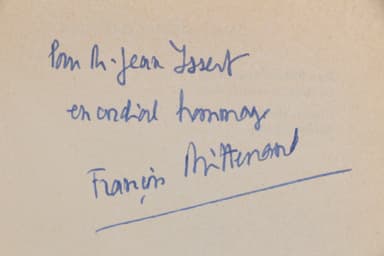 Pour M. Jean Issert
en cordial hommage
François Mitterrand